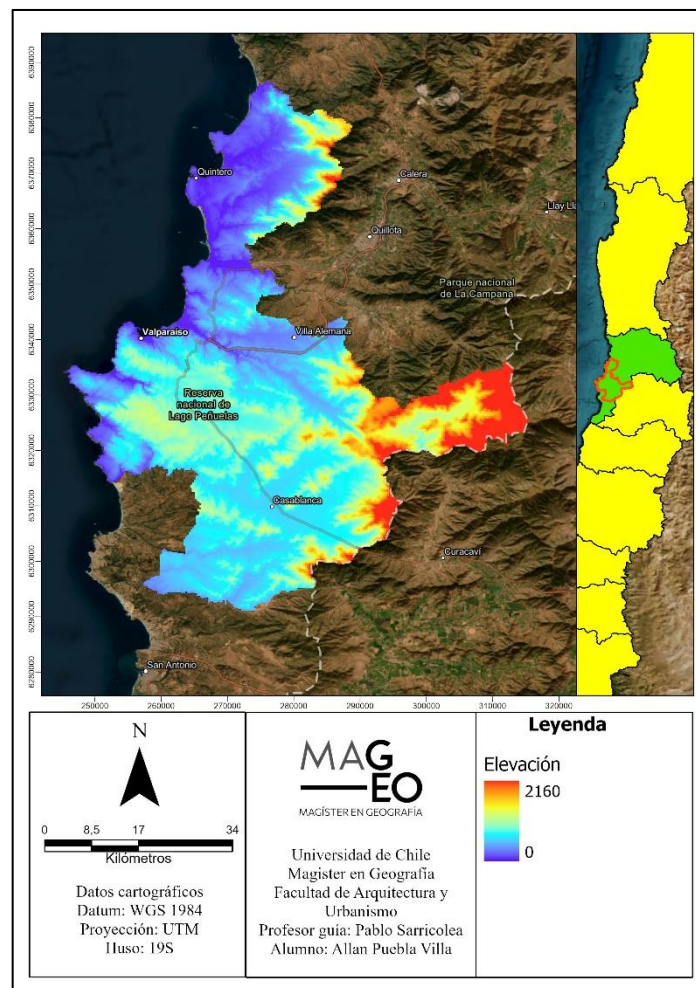 6390000
6380000
6370000
6360000
6350000
6340000
6330000
6320000
6310000
6300000
6290000
6280000
Quintero
Calera
Llay Lla
Quillota
Parque nacional
de La Campana
Valparaíso
Villa Alemana
Reserva
nacional de
Lago Peñuelas
Casablanca
Curacaví
San Antonio
250000 260000 270000 280000 290000 300000 310000 320000
N
0 8,5 17 34
Kilómetros
Datos cartográficos
Datum: WGS 1984
Proyección: UTM
Huso: 19S
MAG
EO
MAGÍSTER EN GEOGRAFÍA
Universidad de Chile
Magister en Geografía
Facultad de Arquitectura y
Urbanismo
Profesor guía: Pablo Sarricolea
Alumno: Allan Puebla Villa
Leyenda
Elevación
2160
0